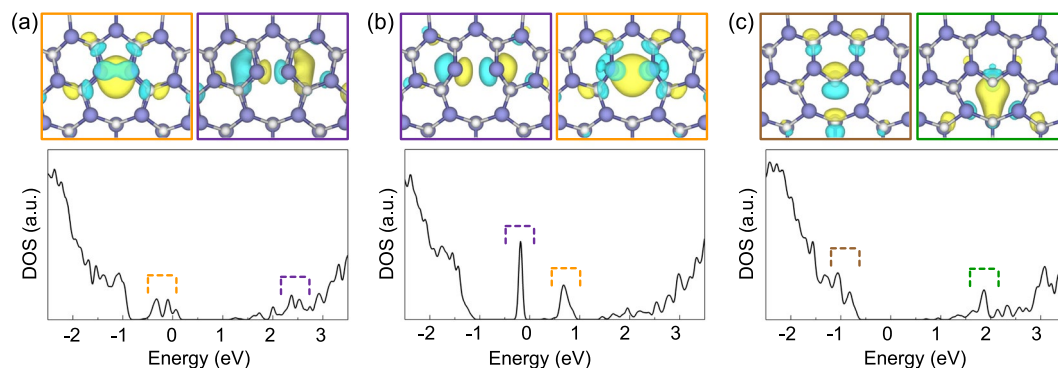 (a) (b) (c)
DOS (a.u.) DOS (a.u.) DOS (a.u.)
-2 -1 0 1 2 3 -2 -1 0 1 2 3 -2 -1 0 1 2 3
Energy (eV) Energy (eV) Energy (eV)